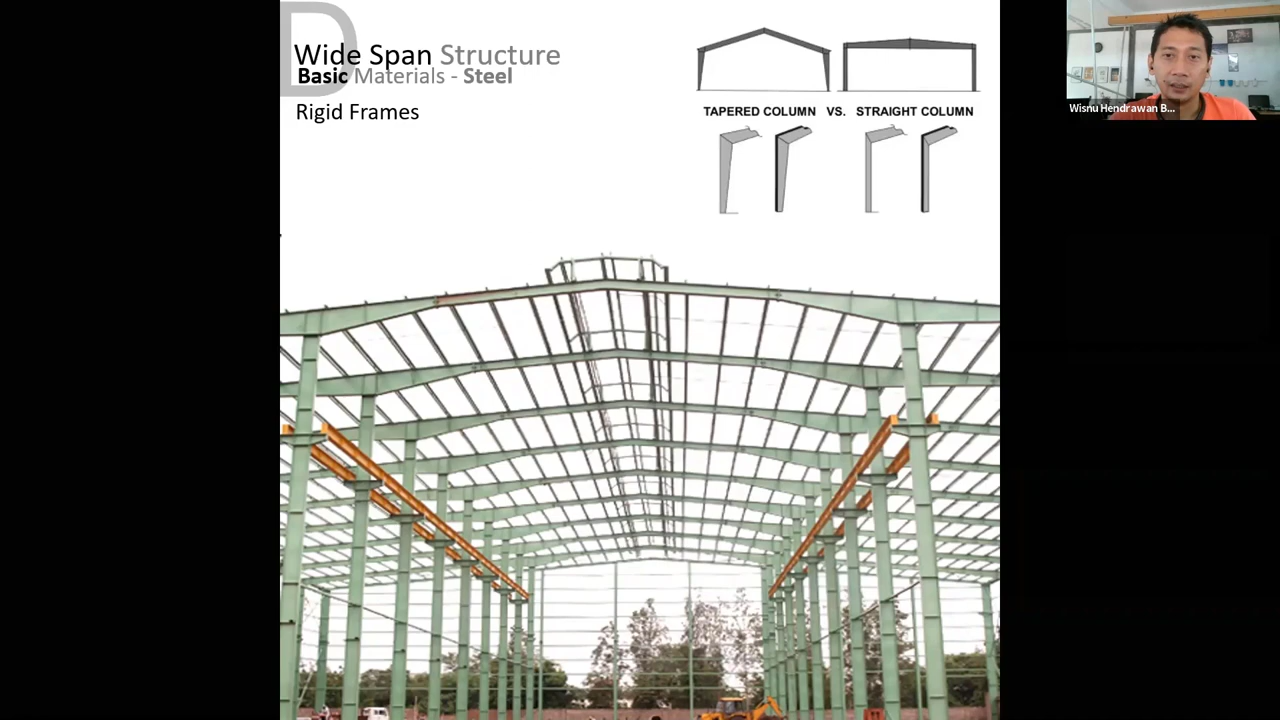 D
Wide Span Structure
Basic Materials - Steel
Rigid Frames
TAPERED COLUMN VS. STRAIGHT COLUMN
Wisnu Hendrawan B...